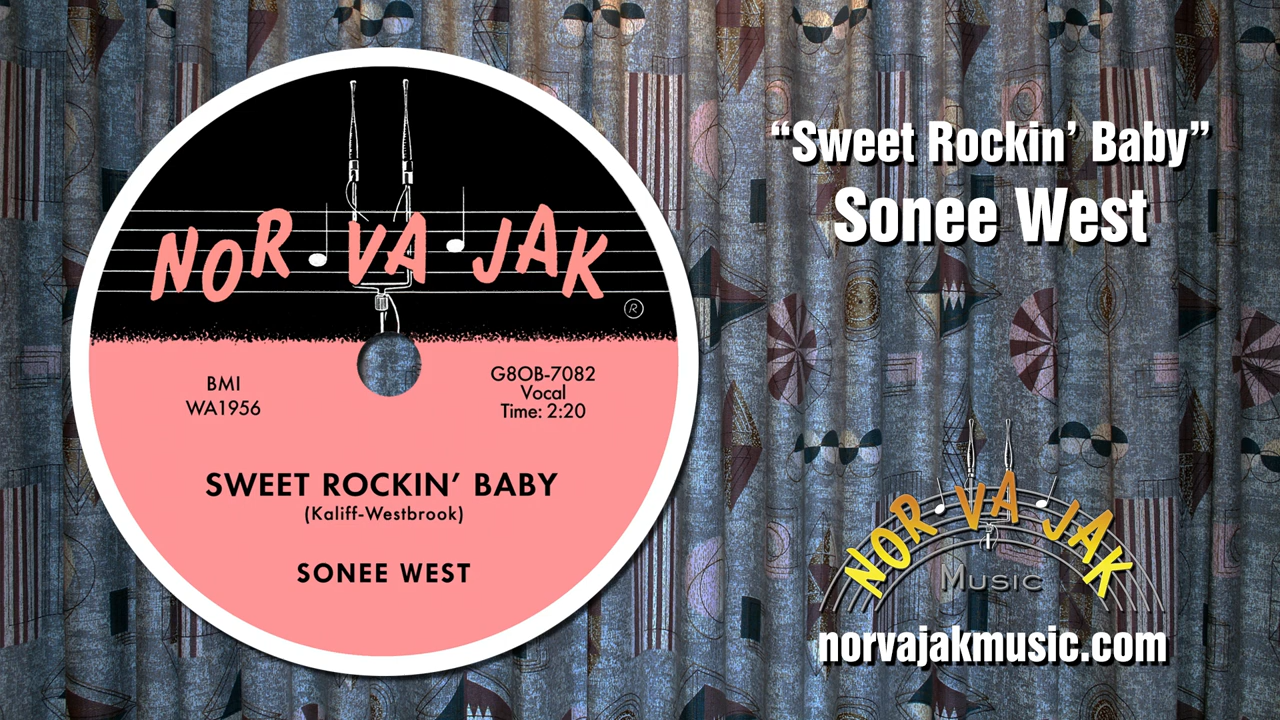 NOR VA JAK
®
BMI
WA1956
G8OB-7082
Vocal
Time: 2:20
SWEET ROCKIN’ BABY
(Kaliff-Westbrook)
SONEE WEST
“Sweet Rockin’ Baby”
Sonee West
NOR VA JAK
Music
norvajakmusic.com